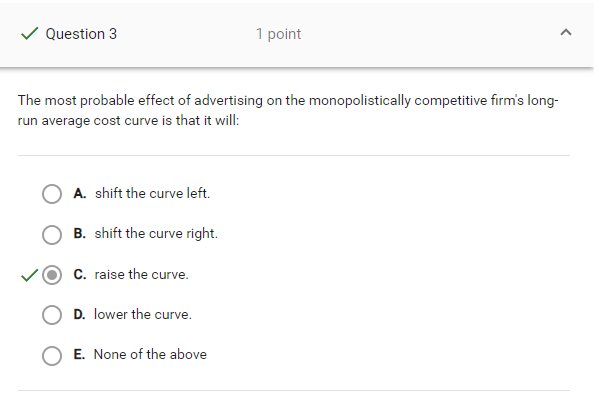 Question 3 1 point
The most probable effect of advertising on the monopolistically competitive firm's long-
run average cost curve is that it will:
A. shift the curve left.
B. shift the curve right.
C. raise the curve.
D. lower the curve.
E. None of the above